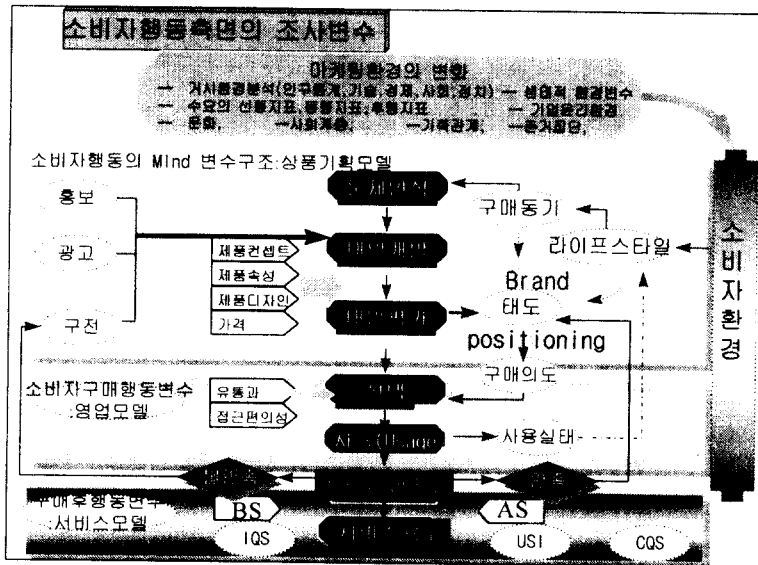 소비자행동측면의 조사변수
마케팅환경의 변화
— 거시환경분석(인구통계,기술,경제,사회,정치) — 생태적 환경변수
— 수요의 선행지표,동행지표,후행지표 — 기업윤리환경
— 문화, —사회계층, —가족관계, —준거집단,
소비자행동의 Mind 변수구조:상품기획모델
홍보
구매동기
라이프스타일
광고
제품컨셉트
제품속성
제품디자인
가격
Brand
태도
구전
positioning
구매의도
소비자환경
소비자구매행동변수
:영업모델
유통과
접근편의성
사용실태
구매후행동변수
:서비스모델
BS
AS
IQS
USI
CQS